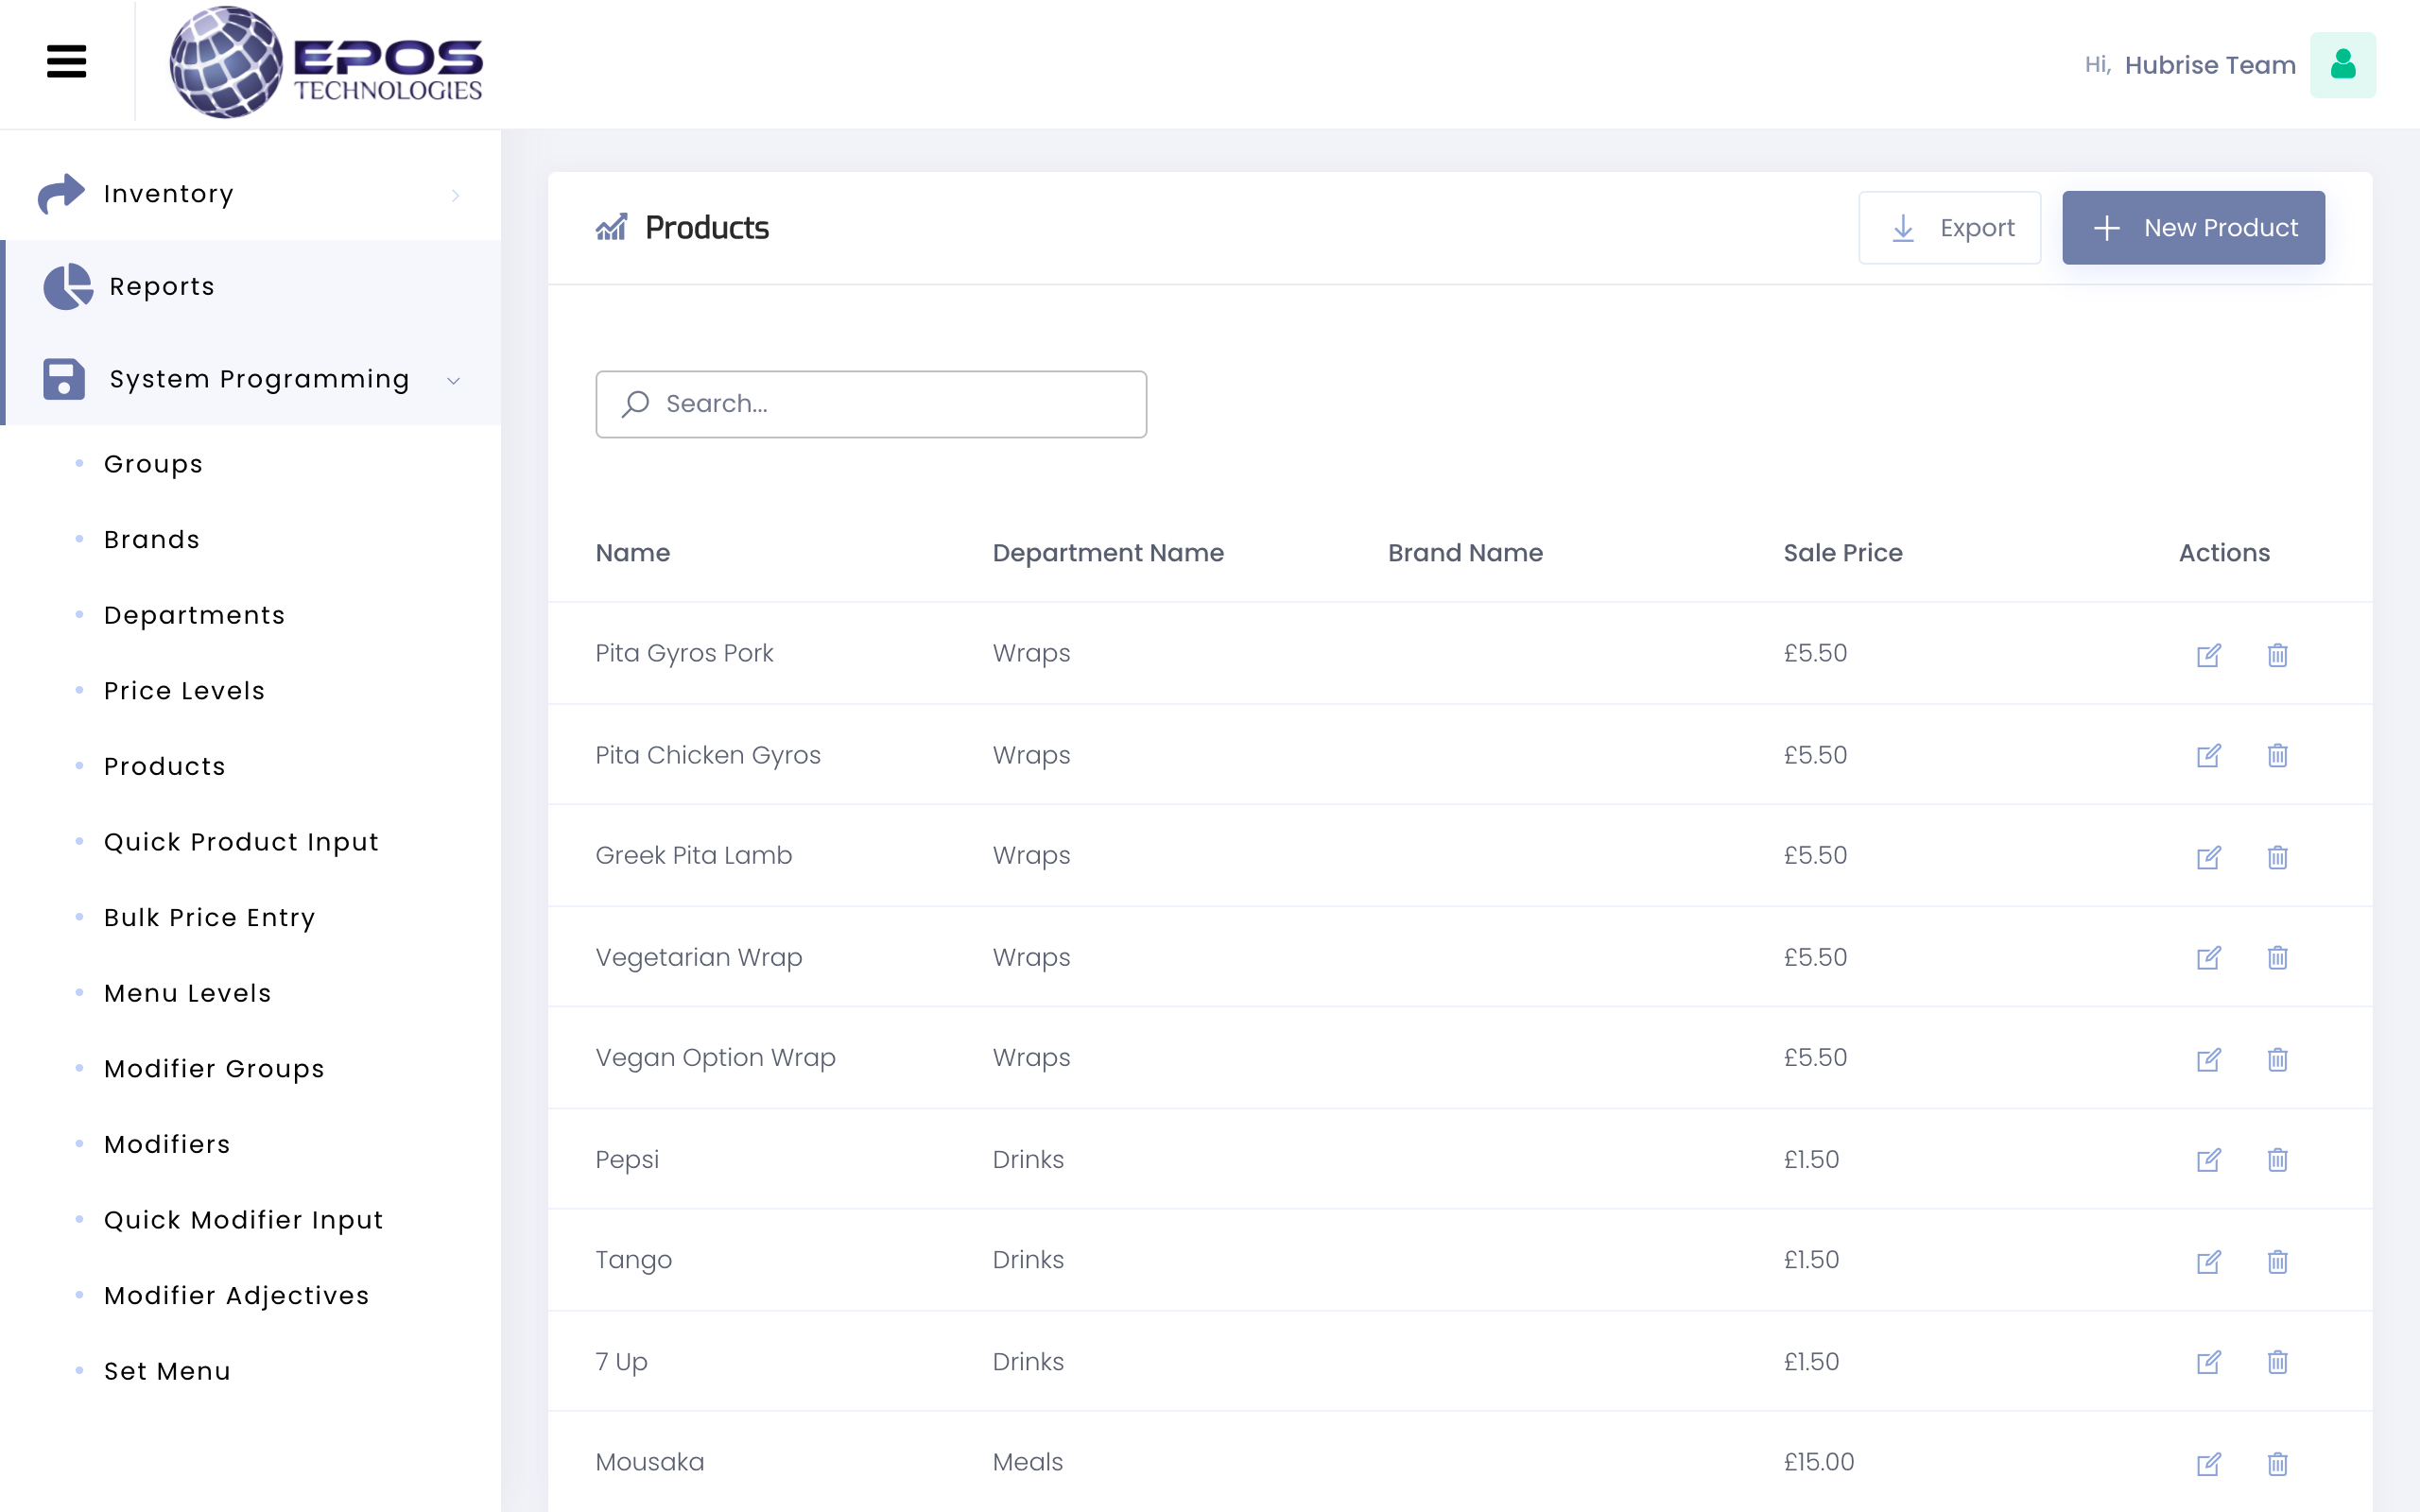 EPOS
TECHNOLOGIES
Hi, Hubrise Team
Inventory
Reports
System Programming
Groups
Brands
Departments
Price Levels
Products
Quick Product Input
Bulk Price Entry
Menu Levels
Modifier Groups
Modifiers
Quick Modifier Input
Modifier Adjectives
Set Menu
Products
Export
New Product
Search...
Name Department Name Brand Name Sale Price Actions
Pita Gyros Pork Wraps £5.50
Pita Chicken Gyros Wraps £5.50
Greek Pita Lamb Wraps £5.50
Vegetarian Wrap Wraps £5.50
Vegan Option Wrap Wraps £5.50
Pepsi Drinks £1.50
Tango Drinks £1.50
7 Up Drinks £1.50
Mousaka Meals £15.00